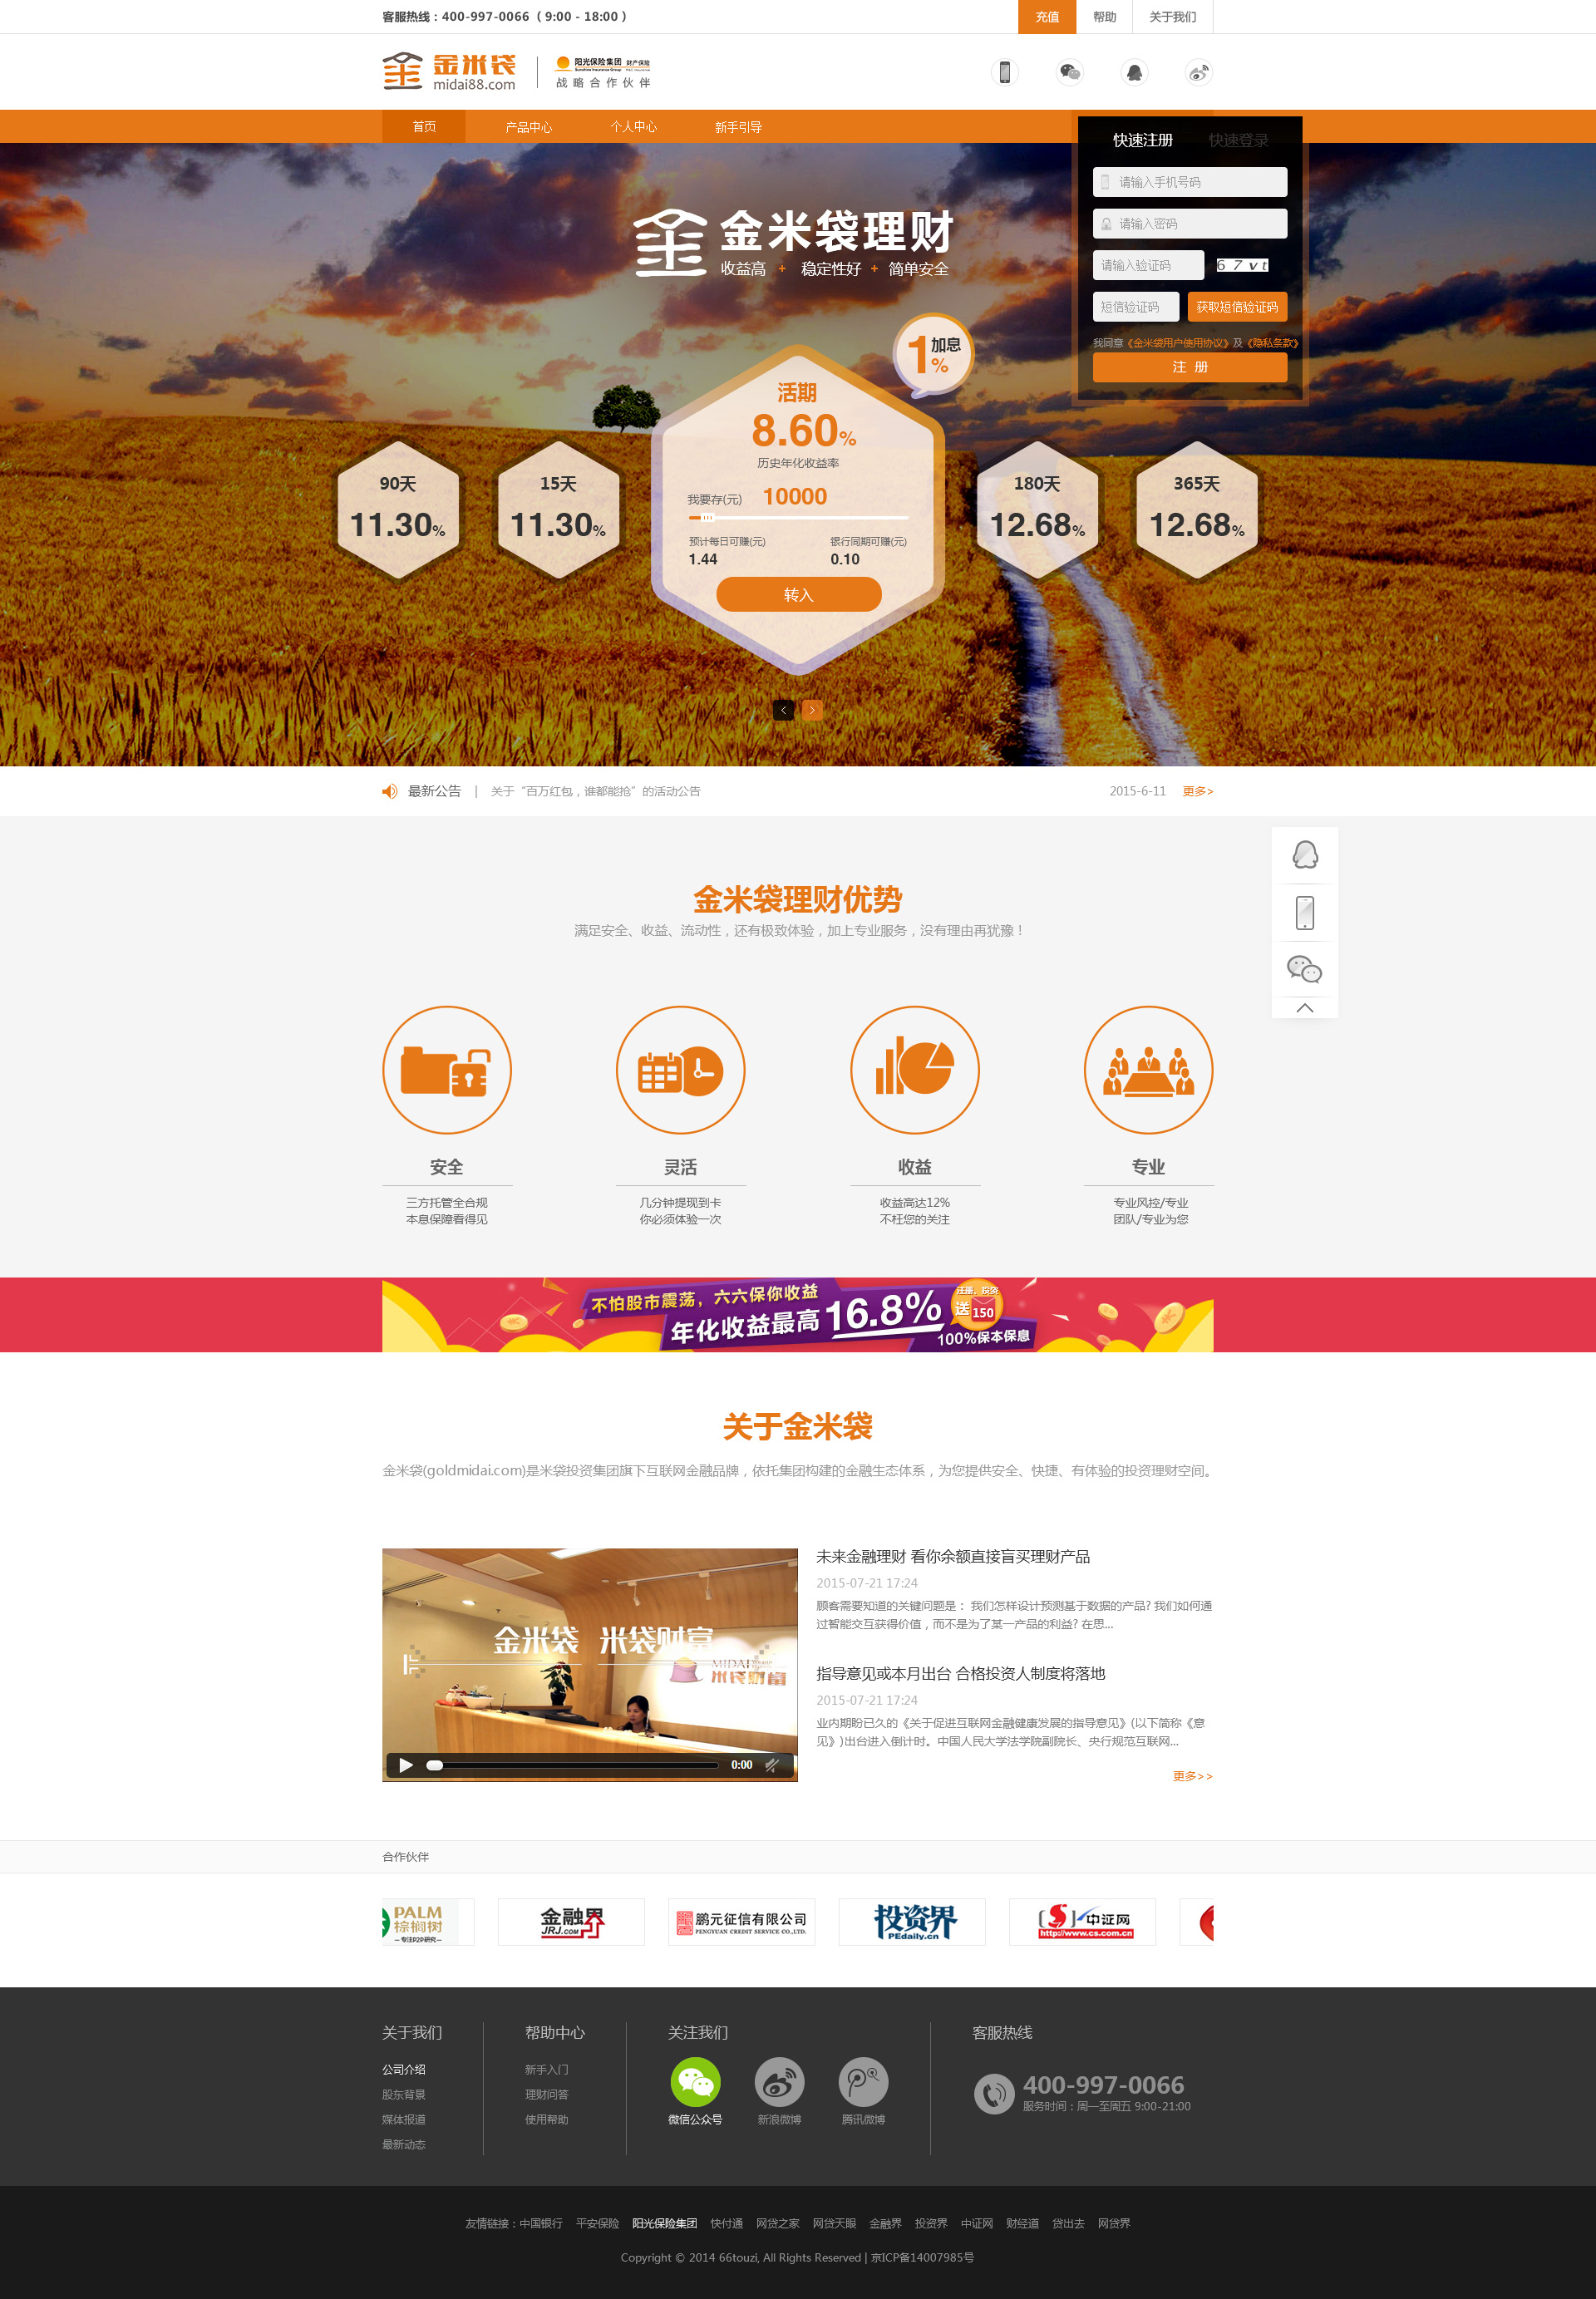 客服热线：400-997-0066（ 9:00 - 18:00 ）
充值 帮助 关于我们
金米袋
midai88.com
阳光保险集团 财产保险
战略合作伙伴
首页 产品中心 个人中心 新手引导
快速注册 快速登录
请输入手机号码
请输入密码
请输入验证码 6 7 v t
短信验证码 获取短信验证码
我同意《金米袋用户使用协议》及《隐私条款》
注 册
金 金米袋理财
收益高 + 稳定性好 + 简单安全
1 加息
%
活期
8.60%
历史年化收益率
我要存(元) 10000
预计每日可赚(元) 银行同期可赚(元)
1.44 0.10
转入
90天
11.30%
15天
11.30%
180天
12.68%
365天
12.68%
最新公告 | 关于“百万红包，谁都能抢”的活动公告 2015-6-11 更多>
金米袋理财优势
满足安全、收益、流动性，还有极致体验，加上专业服务，没有理由再犹豫！
安全
三方托管全合规
本息保障看得见
灵活
几分钟提现到卡
你必须体验一次
收益
收益高达12%
不枉您的关注
专业
专业风控/专业
团队/专业为您
不怕股市震荡，六六保你收益
年化收益最高16.8%
注册、投资
送150
100%保本保息
关于金米袋
金米袋(goldmidai.com)是米袋投资集团旗下互联网金融品牌，依托集团构建的金融生态体系，为您提供安全、快捷、有体验的投资理财空间。
金米袋 米袋财富
0:00
未来金融理财 看你余额直接盲买理财产品
2015-07-21 17:24
顾客需要知道的关键问题是： 我们怎样设计预测基于数据的产品? 我们如何通
过智能交互获得价值，而不是为了某一产品的利益? 在思...
指导意见或本月出台 合格投资人制度将落地
2015-07-21 17:24
业内期盼已久的《关于促进互联网金融健康发展的指导意见》(以下简称《意
见》)出台进入倒计时。中国人民大学法学院副院长、央行规范互联网...
更多>>
合作伙伴
PALM
棕榈树
—专注P2P研究—
金融界
JRJ.COM
鹏元征信有限公司
PENGYUAN CREDIT SERVICE CO.,LTD.
投资界
PEdaily.cn
中证网
http://www.cs.com.cn
关于我们
公司介绍
股东背景
媒体报道
最新动态
帮助中心
新手入门
理财问答
使用帮助
关注我们
微信公众号 新浪微博 腾讯微博
客服热线
400-997-0066
服务时间：周一至周五 9:00-21:00
友情链接：中国银行 平安保险 阳光保险集团 快付通 网贷之家 网贷天眼 金融界 投资界 中证网 财经道 贷出去 网贷界
Copyright © 2014 66touzi, All Rights Reserved | 京ICP备14007985号